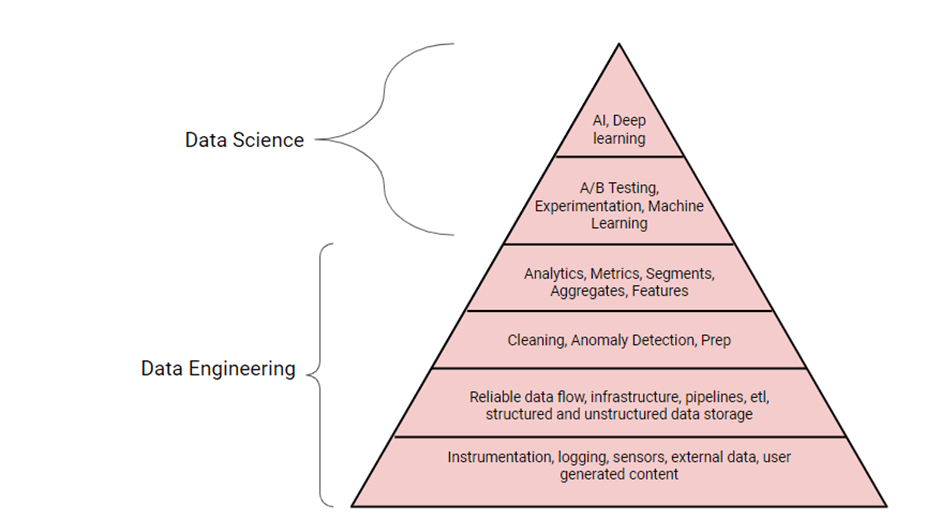 Data Science
AI, Deep
learning
A/B Testing,
Experimentation, Machine
Learning
Analytics, Metrics, Segments,
Aggregates, Features
Data Engineering
Cleaning, Anomaly Detection, Prep
Reliable data flow, infrastructure, pipelines, etl,
structured and unstructured data storage
Instrumentation, logging, sensors, external data, user
generated content